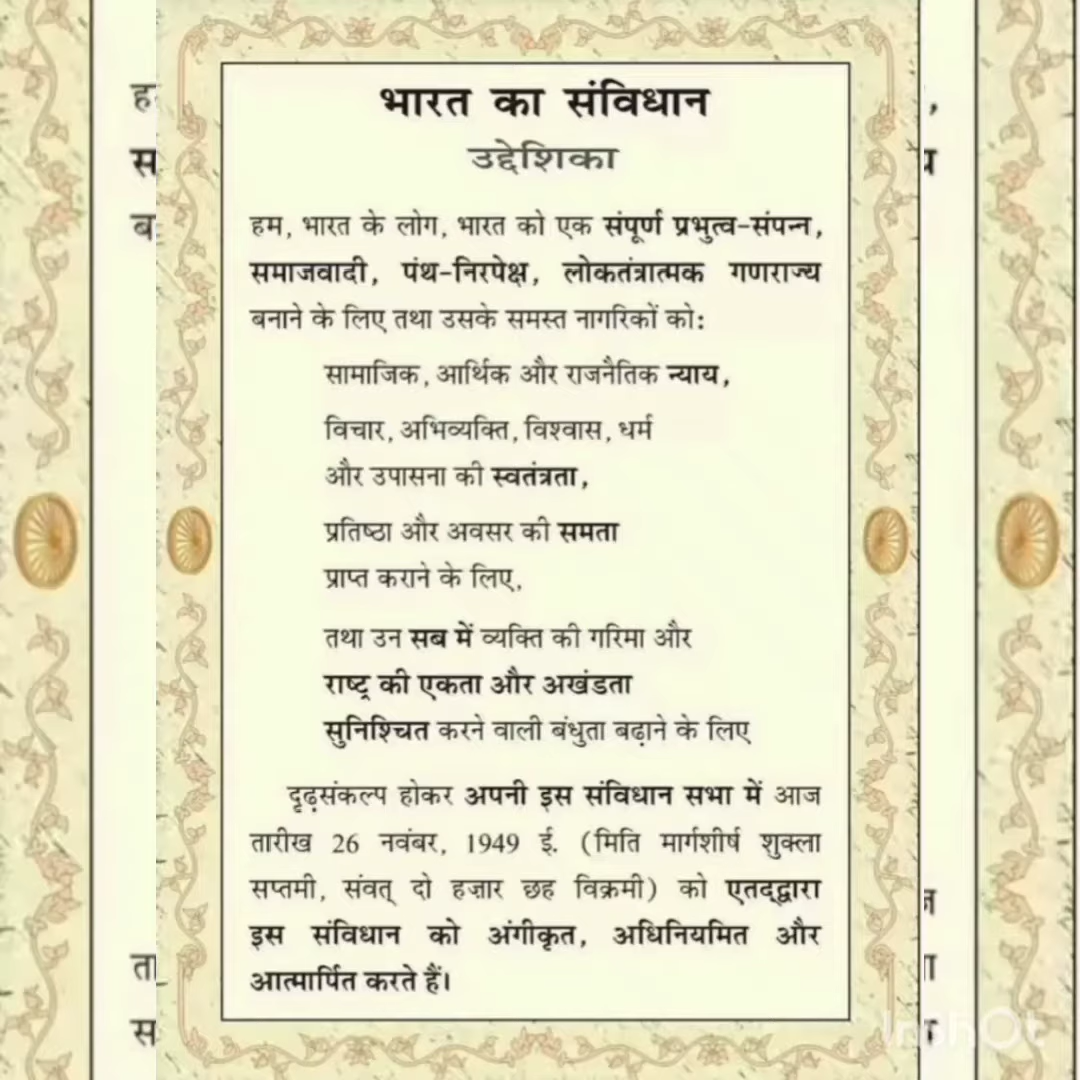 भारत का संविधान
उद्देशिका
हम, भारत के लोग, भारत को एक संपूर्ण प्रभुत्व-संपन्न,
समाजवादी, पंथ-निरपेक्ष, लोकतंत्रात्मक गणराज्य
बनाने के लिए तथा उसके समस्त नागरिकों को:
सामाजिक, आर्थिक और राजनैतिक न्याय,
विचार, अभिव्यक्ति, विश्वास, धर्म
और उपासना की स्वतंत्रता,
प्रतिष्ठा और अवसर की समता
प्राप्त कराने के लिए,
तथा उन सब में व्यक्ति की गरिमा और
राष्ट्र की एकता और अखंडता
सुनिश्चित करने वाली बंधुता बढ़ाने के लिए
दृढ़संकल्प होकर अपनी इस संविधान सभा में आज
तारीख 26 नवंबर, 1949 ई. (मिति मार्गशीर्ष शुक्ला
सप्तमी, संवत् दो हज़ार छह विक्रमी) को एतद्द्वारा
इस संविधान को अंगीकृत, अधिनियमित और
आत्मार्पित करते हैं।
InShOt